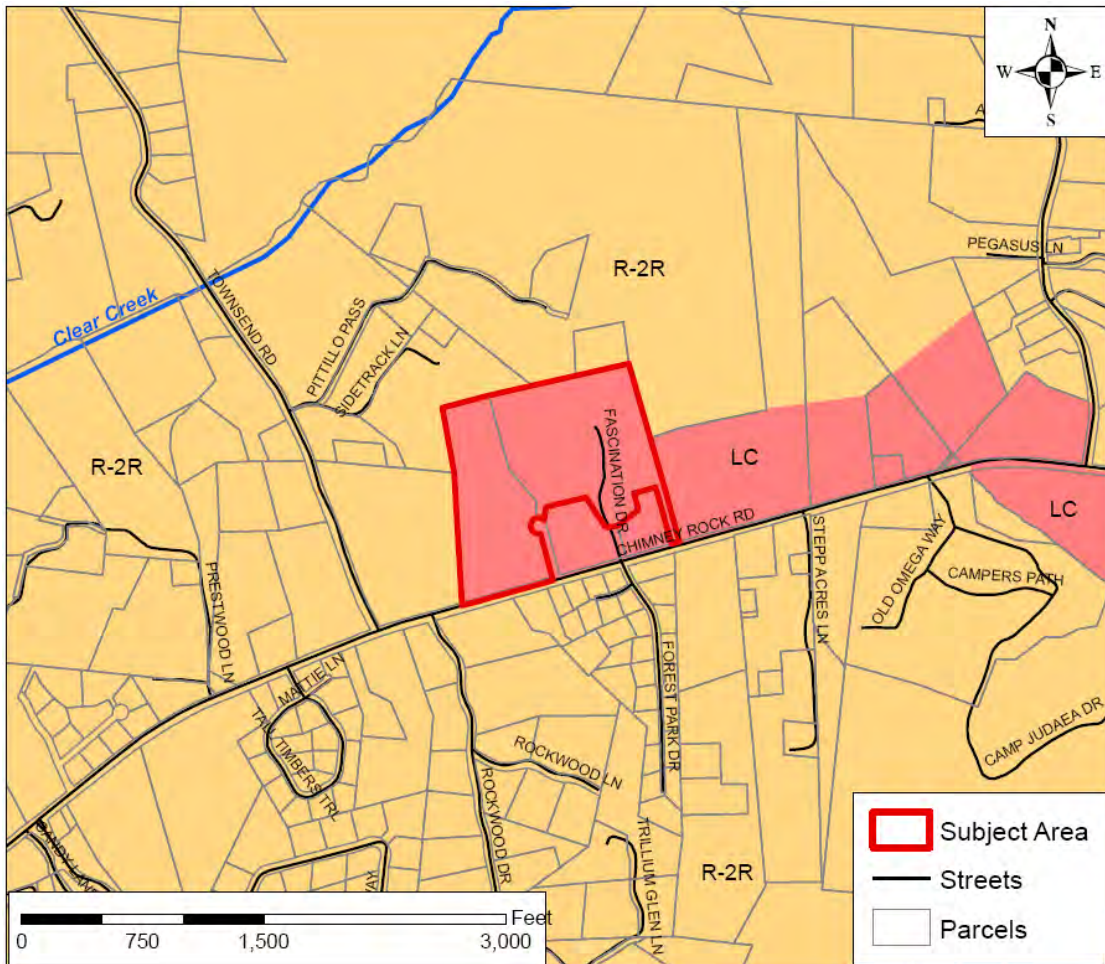 N
W E
S
A
PEGASUS LN
R-2R
Clear Creek
TOWNSEND RD
PITTILLO PASS
SIDETRACK LN
R-2R
FASCINATION DR
LC
CHIMNEY ROCK RD
LC
STEPP ACRES LN
OLD OMEGA WAY
CAMPERS PATH
PRESTWOOD LN
MATTIE LN
FOREST PARK DR
CAMP JUDAEA DR
TIMBERS TRL
ROCKWOOD LN
ROCKWOOD DR
TRILLIUM GLEN LN
R-2R
Subject Area
Streets
Parcels
Feet
0 750 1,500 3,000